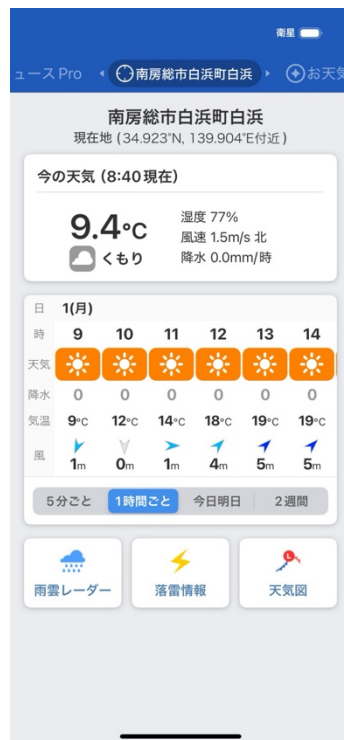 衛星
ュース Pro 南房総市白浜町白浜 お天気
南房総市白浜町白浜
現在地 (34.923°N, 139.904°E付近)
今の天気 (8:40現在)
9.4°C
くもり
湿度 77%
風速 1.5m/s 北
降水 0.0mm/時
日 1(月)
時 9 10 11 12 13 14
天気
降水 0 0 0 0 0 0
気温 9°C 12°C 14°C 18°C 19°C 19°C
風 1m 0m 1m 4m 5m 5m
5分ごと 1時間ごと 今日明日 2週間
雨雲レーダー 落雷情報 天気図